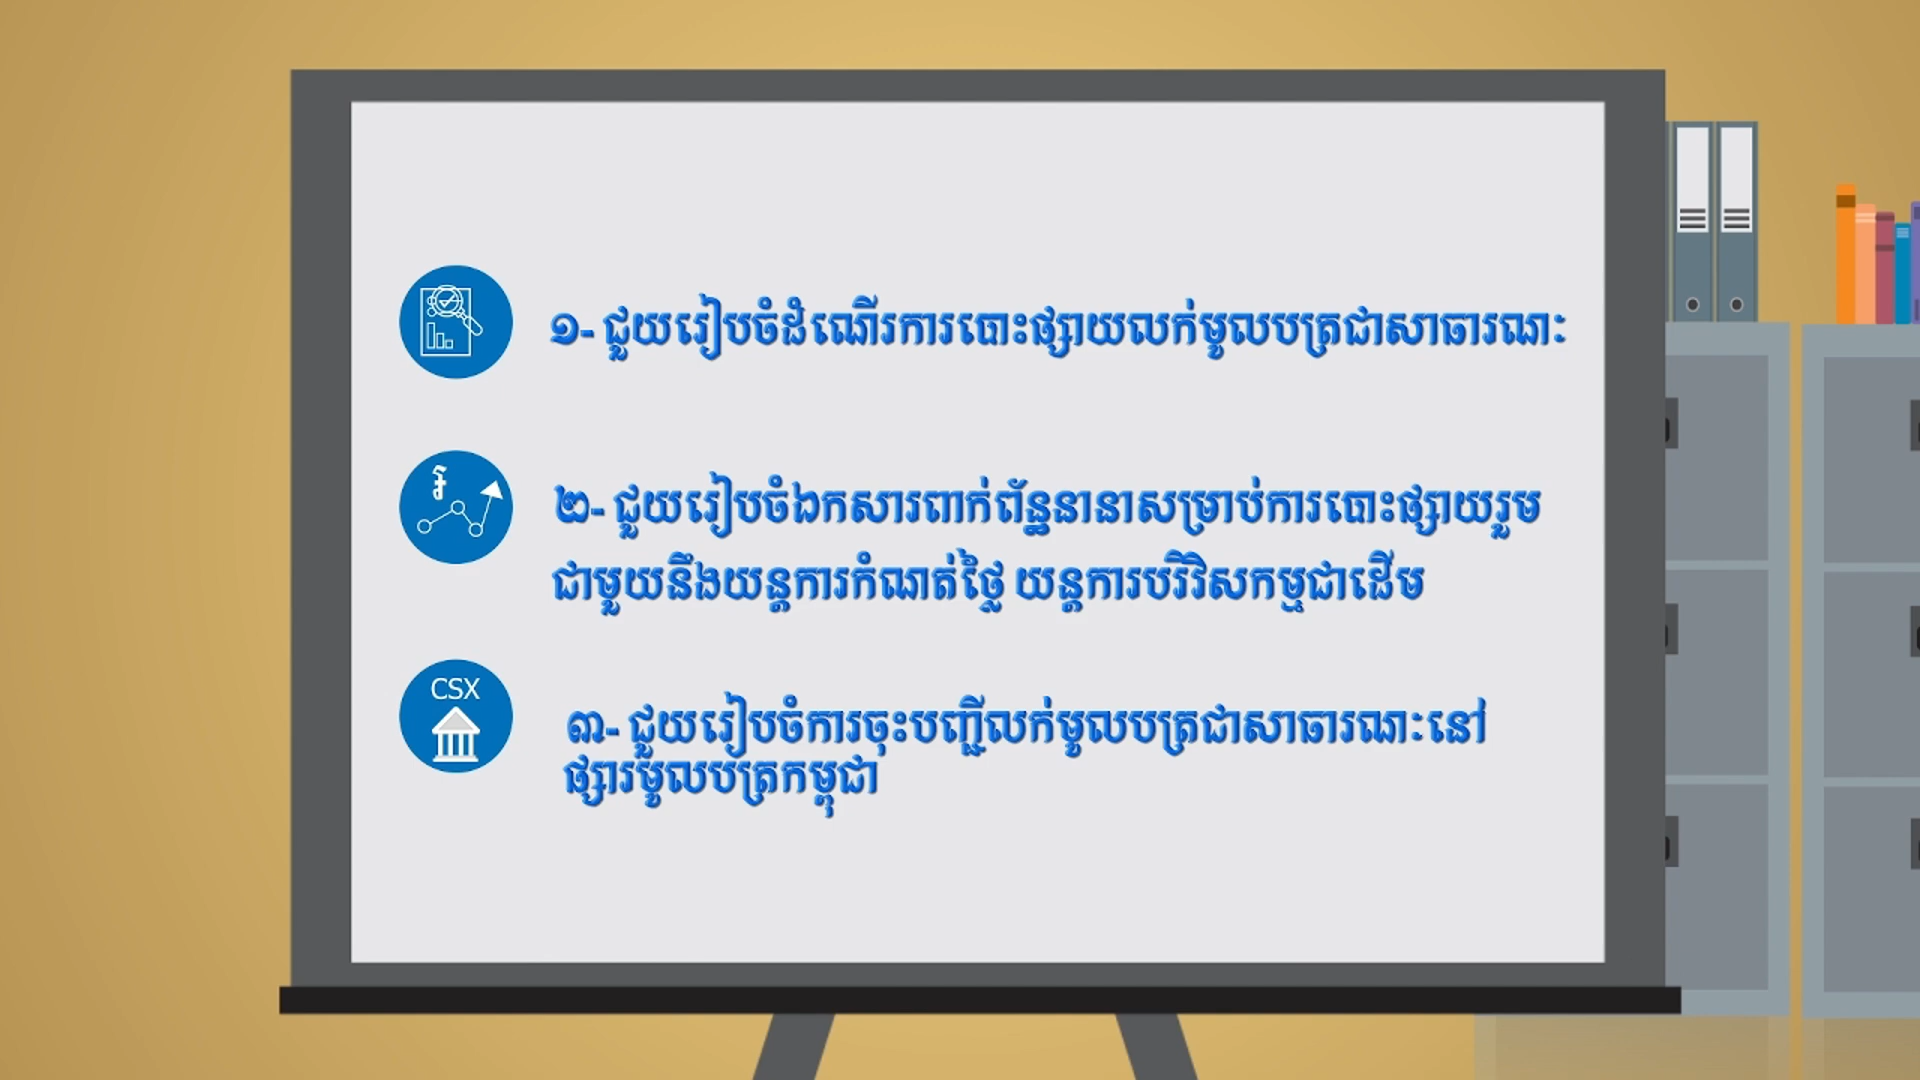 ១- ជួយរៀបចំដំណើរការបោះផ្សាយលក់មូលបត្រជាសាធារណៈ
២- ជួយរៀបចំឯកសារពាក់ព័ន្ធនានាសម្រាប់ការបោះផ្សាយរួម
ជាមួយនឹងយន្តការកំណត់ថ្លៃ យន្តការបរិវិសកម្មជាដើម
CSX
៣- ជួយរៀបចំការចុះបញ្ជីលក់មូលបត្រជាសាធារណៈនៅ
ផ្សារមូលបត្រកម្ពុជា